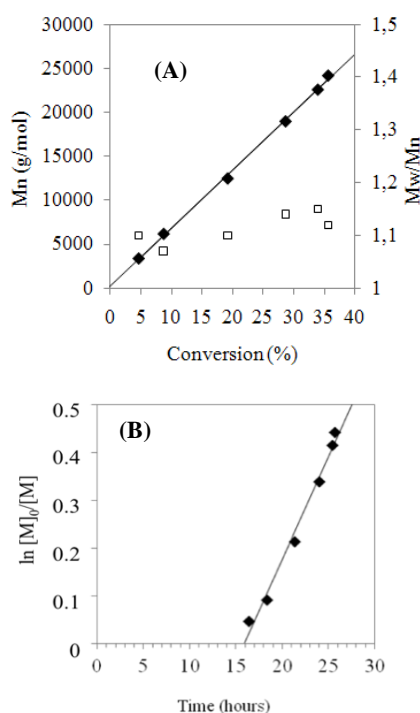 (A)
30000
25000
20000
15000
10000
5000
0
Mn (g/mol)
1,5
1,4
1,3
1,2
1,1
1
Mw/Mn
0 5 10 15 20 25 30 35 40
Conversion (%)
(B)
0.5
0.4
0.3
0.2
0.1
0
ln [M]0/[M]
0 5 10 15 20 25 30
Time (hours)